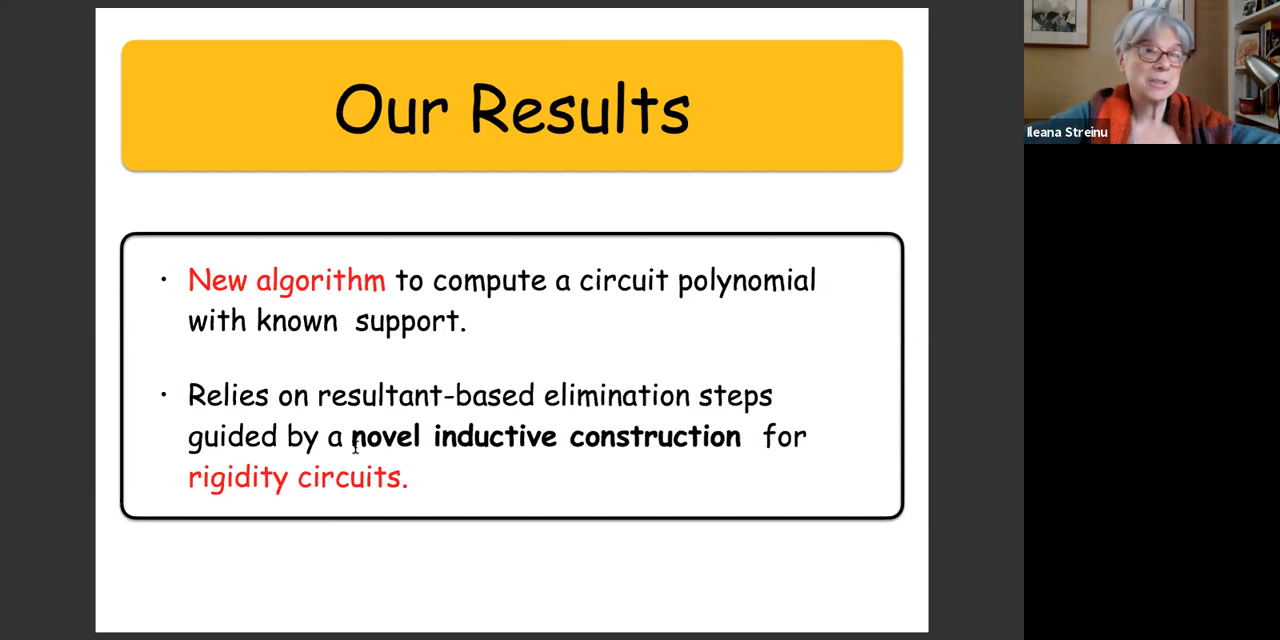 Our Results
· New algorithm to compute a circuit polynomial
with known support.
· Relies on resultant-based elimination steps
guided by a novel inductive construction for
rigidity circuits.
Ileana Streinu